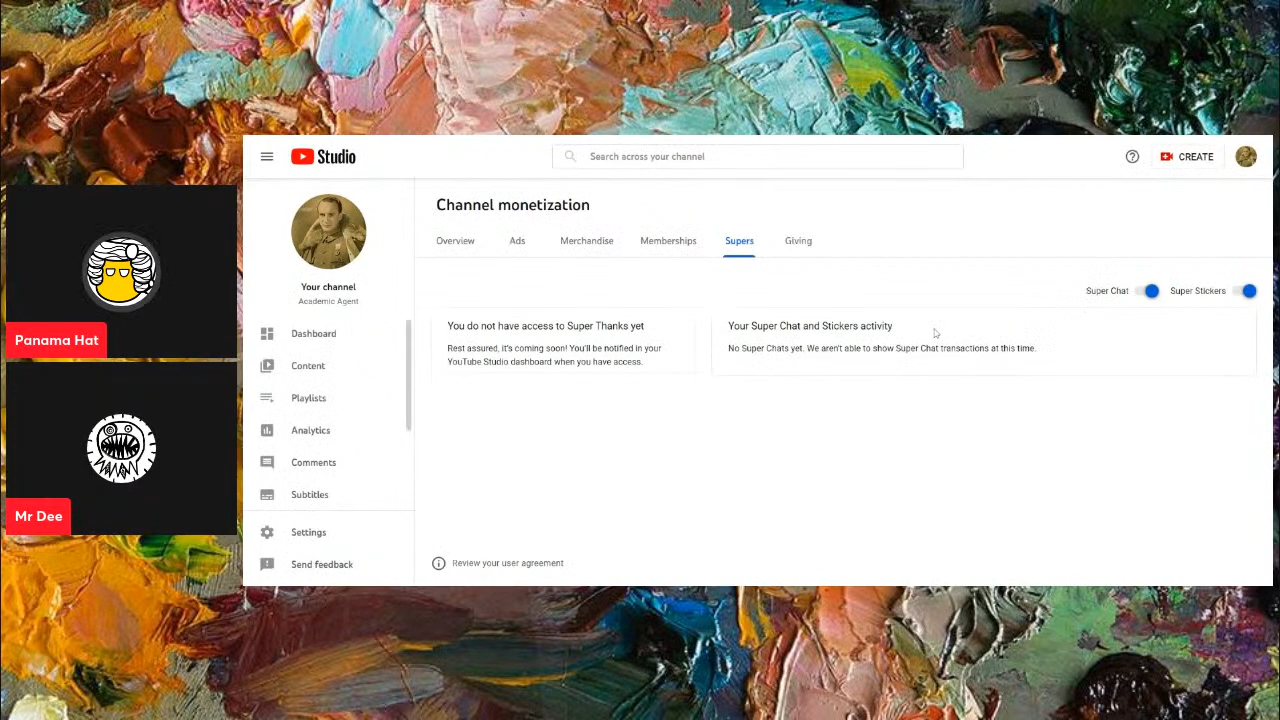 Studio
Search across your channel
CREATE
Channel monetization
Overview
Ads
Merchandise
Memberships
Supers
Giving
Your channel
Academic Agent
Super Chat
Super Stickers
Dashboard
Content
Playlists
Analytics
Comments
Subtitles
Settings
Send feedback
You do not have access to Super Thanks yet
Rest assured, it's coming soon! You'll be notified in your
YouTube Studio dashboard when you have access.
Your Super Chat and Stickers activity
No Super Chats yet. We aren't able to show Super Chat transactions at this time.
Review your user agreement
Panama Hat
Mr Dee